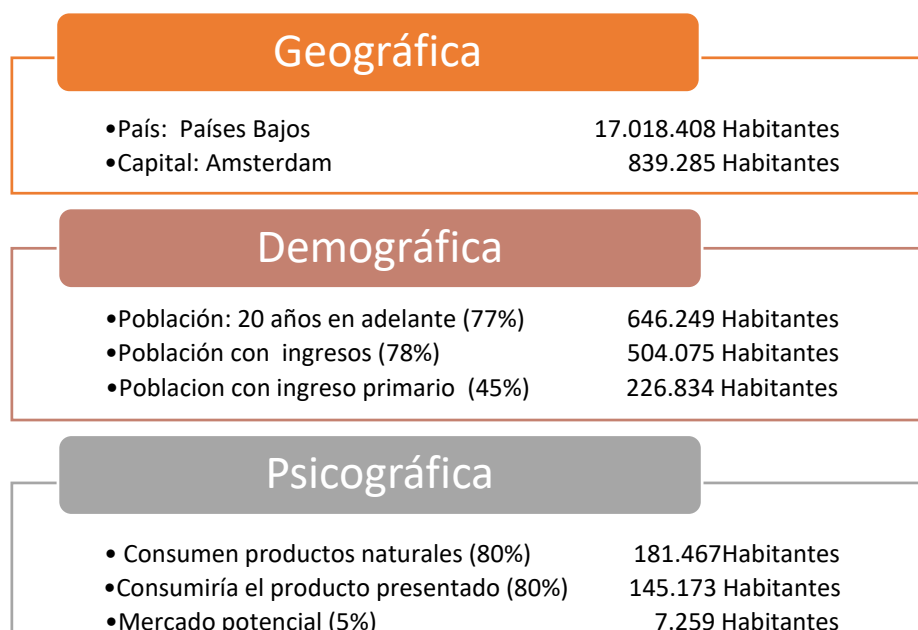 Geográfica
•País: Países Bajos 17.018.408 Habitantes
•Capital: Amsterdam 839.285 Habitantes
Demográfica
•Población: 20 años en adelante (77%) 646.249 Habitantes
•Población con ingresos (78%) 504.075 Habitantes
•Poblacion con ingreso primario (45%) 226.834 Habitantes
Psicográfica
• Consumen productos naturales (80%) 181.467Habitantes
•Consumiría el producto presentado (80%) 145.173 Habitantes
•Mercado potencial (5%) 7.259 Habitantes